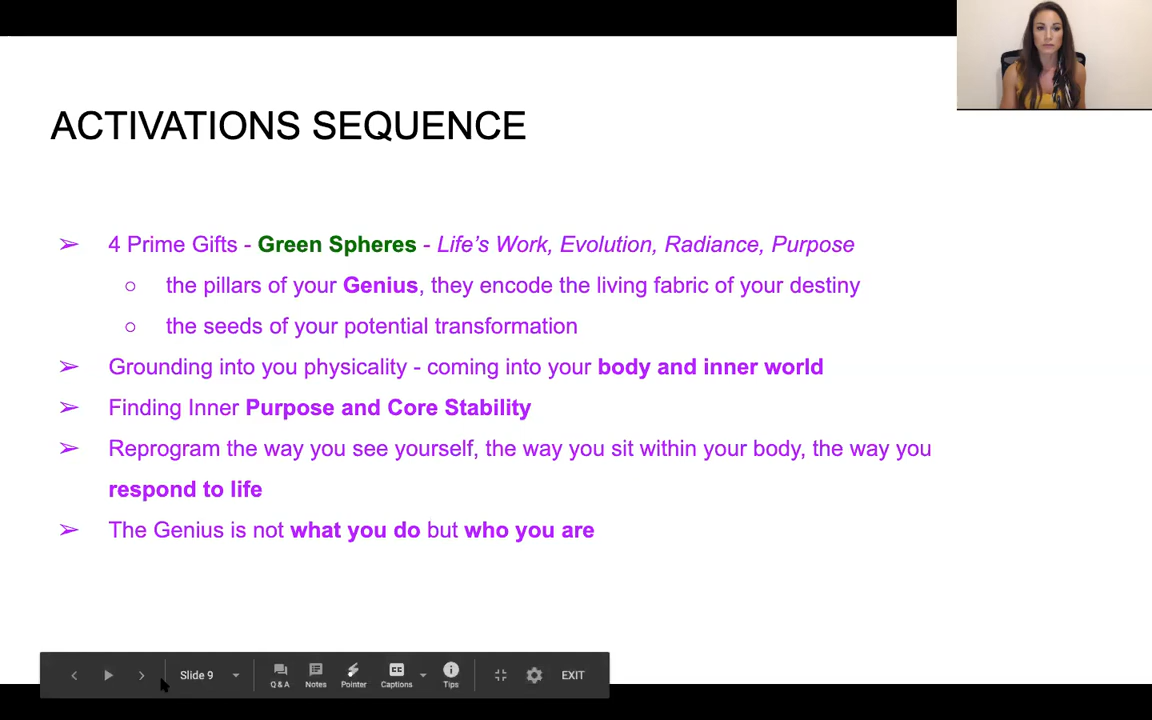 ACTIVATIONS SEQUENCE
➢ 4 Prime Gifts - Green Spheres - Life's Work, Evolution, Radiance, Purpose
○ the pillars of your Genius, they encode the living fabric of your destiny
○ the seeds of your potential transformation
➢ Grounding into you physicality - coming into your body and inner world
➢ Finding Inner Purpose and Core Stability
➢ Reprogram the way you see yourself, the way you sit within your body, the way you
respond to life
➢ The Genius is not what you do but who you are
Slide 9
Q & A Notes Pointer Captions Tips EXIT